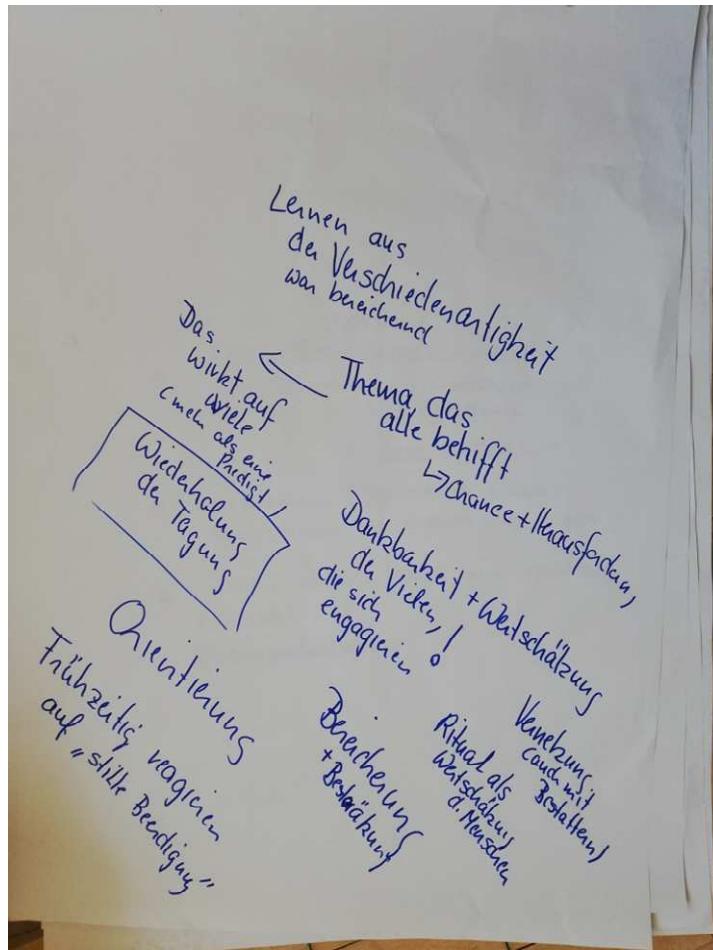 Lernen aus
der Verschiedenartigkeit
war bereichernd
Das
wirkt auf
viele
(mehr als eine
Predigt)
Thema, das
alle betrifft
↳ Chance + Herausforderung
Wiederholung
der Tagung
Dankbarkeit + Wertschätzung
der Vielen,
die sich
engagieren !
Orientierung
Frühzeitig reagieren
auf „stille Beerdigung"
Bereicherung
+ Bestärkung
Ritual als
Wertschätzung
d. Menschen
Vernetzung
(auch mit
Bestattern)